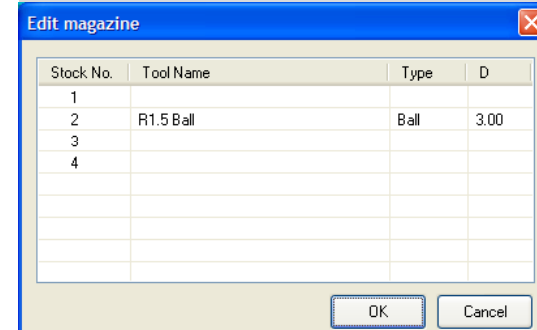 Edit magazine
Stock No. Tool Name Type D
1
2 R1.5 Ball Ball 3.00
3
4
OK Cancel